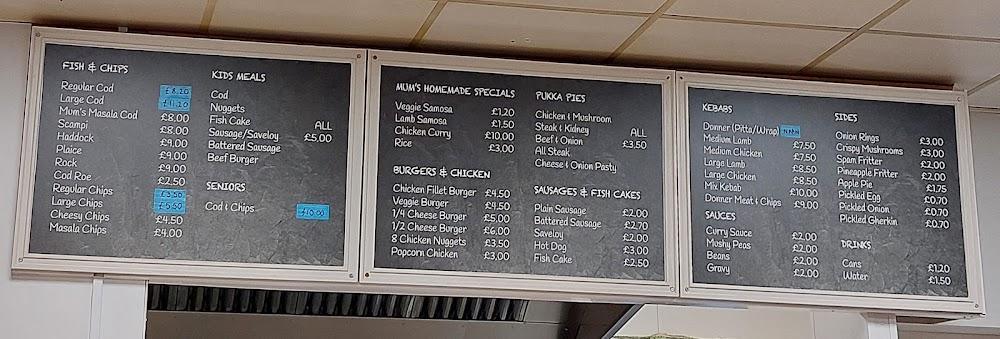 FISH & CHIPS
Regular Cod £8.20
Large Cod £11.20
Mum's Masala Cod £8.00
Scampi £8.00
Haddock £9.00
Plaice £9.00
Rock £9.00
Cod Roe £2.50
Regular Chips £3.50
Large Chips £5.50
Cheesy Chips £4.50
Masala Chips £4.00
KIDS MEALS
Cod
Nuggets
Fish Cake ALL
Sausage/Saveloy £5.00
Battered Sausage
Beef Burger
SENIORS
Cod & Chips £10.00
MUM'S HOMEMADE SPECIALS
Veggie Samosa £1.20
Lamb Samosa £1.50
Chicken Curry £10.00
Rice £3.00
BURGERS & CHICKEN
Chicken Fillet Burger £4.50
Veggie Burger £4.50
1/4 Cheese Burger £5.00
1/2 Cheese Burger £6.00
8 Chicken Nuggets £3.50
Popcorn Chicken £3.00
PUKKA PIES
Chicken & Mushroom
Steak & Kidney ALL
Beef & Onion £3.50
All Steak
Cheese & Onion Pasty
SAUSAGES & FISH CAKES
Plain Sausage £2.00
Battered Sausage £2.70
Saveloy £2.00
Hot Dog £3.00
Fish Cake £2.50
KEBABS
Donner (Pitta/Wrap)
Medium Lamb £7.50
Medium Chicken £7.50
Large Lamb £8.50
Large Chicken £8.50
Mix Kebab £10.00
Donner Meat & Chips £9.00
SAUCES
Curry Sauce £2.00
Mushy Peas £2.00
Beans £2.00
Gravy £2.00
SIDES
Onion Rings £3.00
Crispy Mushrooms £3.00
Spam Fritter £2.00
Pineapple Fritter £2.00
Apple Pie £1.75
Pickled Egg £0.70
Pickled Onion £0.70
Pickled Gherkin £0.70
DRINKS
Cans £1.20
Water £1.50